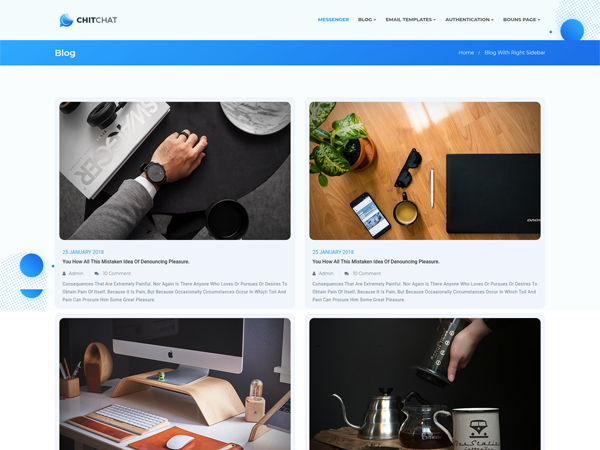 CHITCHAT
MESSENGER BLOG EMAIL TEMPLATES AUTHENTICATION BOUNS PAGE
Blog
Home / Blog With Right Sidebar
SWAGGER
25 JANUARY 2018
You How All This Mistaken Idea Of Denouncing Pleasure.
Admin 10 Comment
Consequences That Are Extremely Painful. Nor Again Is There Anyone Who Loves Or Pursues Or Desires To
Obtain Pain Of Itself, Because It Is Pain, But Because Occasionally Circumstances Occur In Which Toil And
Pain Can Procure Him Some Great Pleasure.
25 JANUARY 2018
You How All This Mistaken Idea Of Denouncing Pleasure.
Admin 10 Comment
Consequences That Are Extremely Painful. Nor Again Is There Anyone Who Loves Or Pursues Or Desires To
Obtain Pain Of Itself, Because It Is Pain, But Because Occasionally Circumstances Occur In Which Toil And
Pain Can Procure Him Some Great Pleasure.